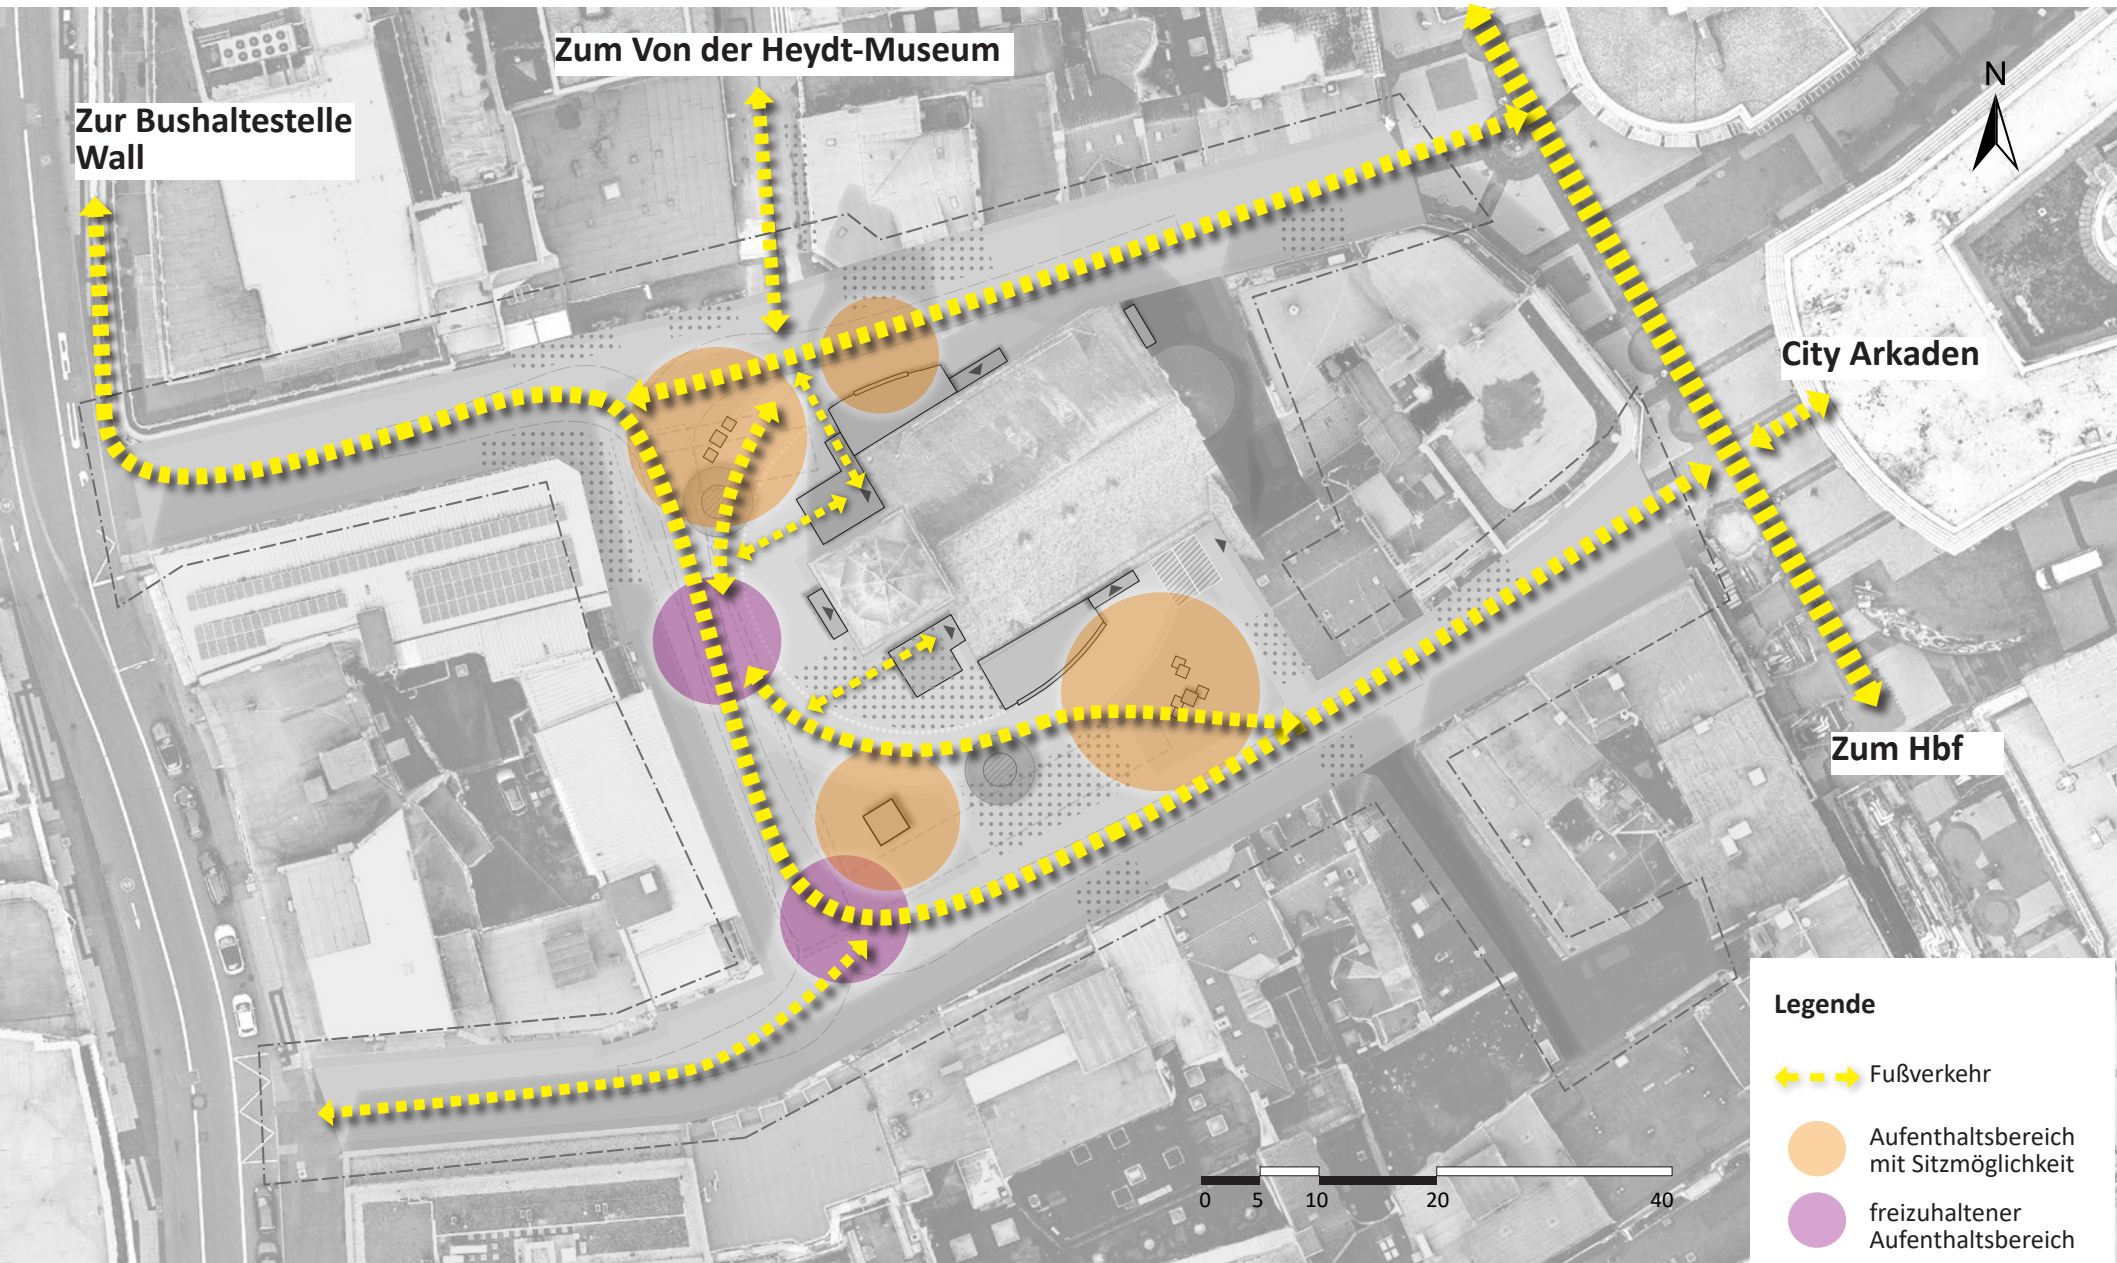 Zum Von der Heydt-Museum
Zur Bushaltestelle
Wall
N
City Arkaden
Zum Hbf
Legende
Fußverkehr
Aufenthaltsbereich
mit Sitzmöglichkeit
freizuhaltener
Aufenthaltsbereich
0 5 10 20 40